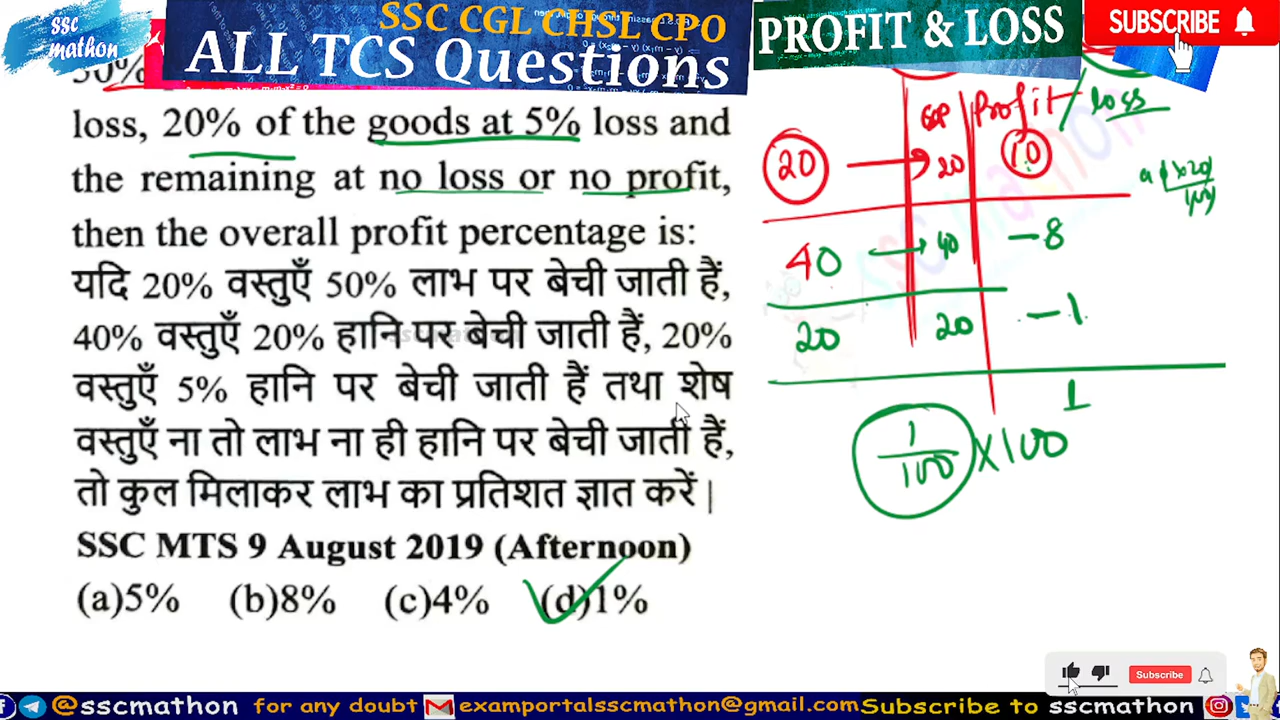 SSC mathon
SSC CGL CHSL CPO
ALL TCS Questions
PROFIT & LOSS
SUBSCRIBE
50%
loss, 20% of the goods at 5% loss and
the remaining at no loss or no profit,
then the overall profit percentage is:
यदि 20% वस्तुएँ 50% लाभ पर बेची जाती हैं,
40% वस्तुएँ 20% हानि पर बेची जाती हैं, 20%
वस्तुएँ 5% हानि पर बेची जाती हैं तथा शेष
वस्तुएँ ना तो लाभ ना ही हानि पर बेची जाती हैं,
तो कुल मिलाकर लाभ का प्रतिशत ज्ञात करें |
SSC MTS 9 August 2019 (Afternoon)
(a)5% (b)8% (c)4% (d)1%
Profit / loss
20 20 10
40 40 -8
20 20 -1
1
1/100 ×100
Subscribe
@sscmathon for any doubt examportalsscmathon@gmail.com Subscribe to sscmathon